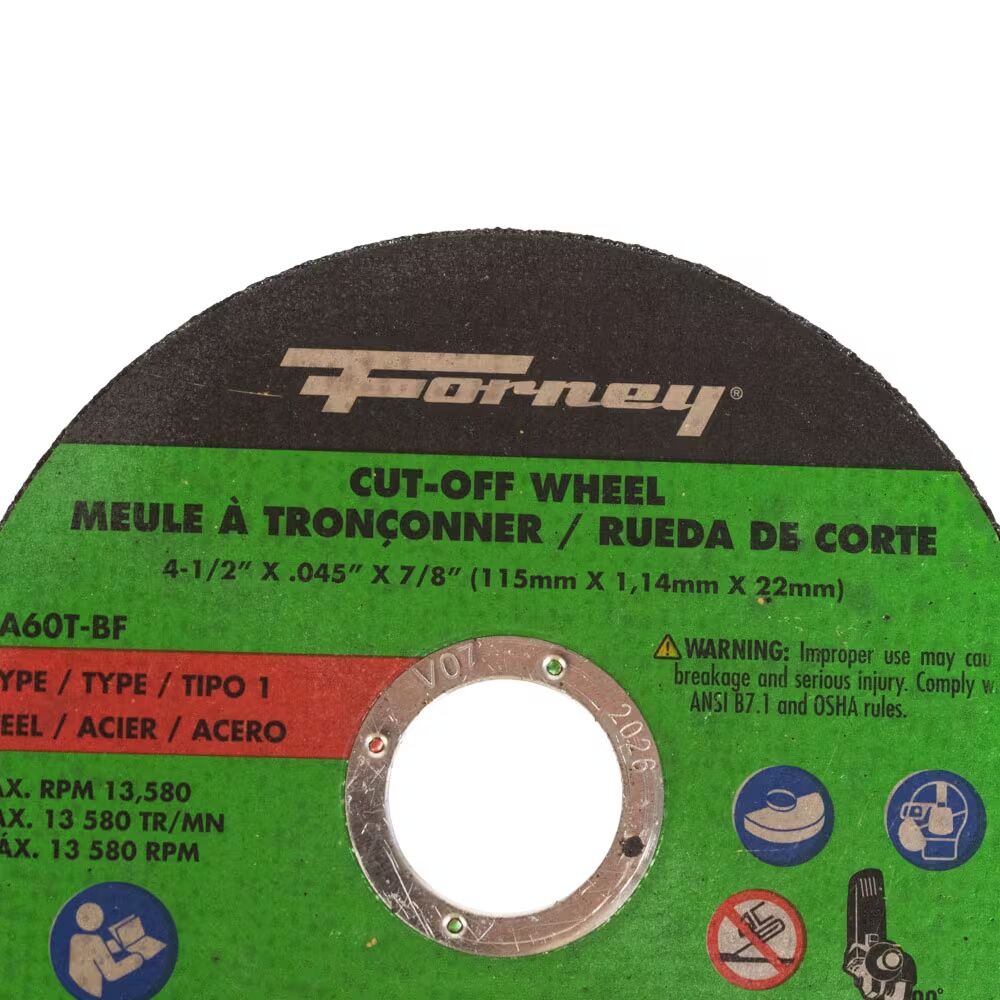 Forney®
CUT-OFF WHEEL
MEULE À TRONÇONNER / RUEDA DE CORTE
4-1/2" X .045" X 7/8" (115mm X 1,14mm X 22mm)
A60T-BF
YPE / TYPE / TIPO 1
EEL / ACIER / ACERO
AX. RPM 13,580
AX. 13 580 TR/MN
ÁX. 13 580 RPM
V07
2026
WARNING: Improper use may cau
breakage and serious injury. Comply w
ANSI B7.1 and OSHA rules.
90°